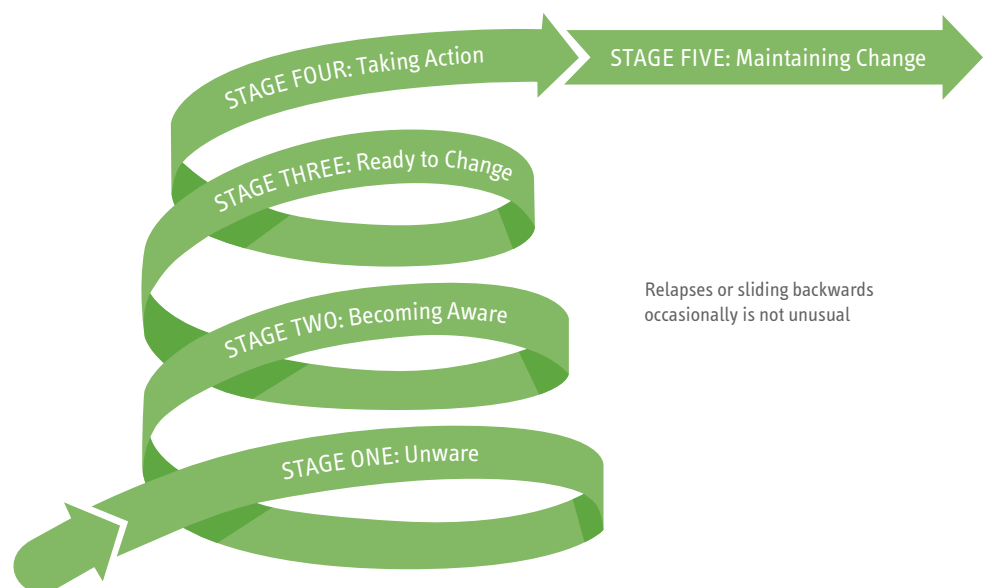 STAGE FOUR: Taking Action
STAGE FIVE: Maintaining Change
STAGE THREE: Ready to Change
Relapses or sliding backwards
occasionally is not unusual
STAGE TWO: Becoming Aware
STAGE ONE: Unware